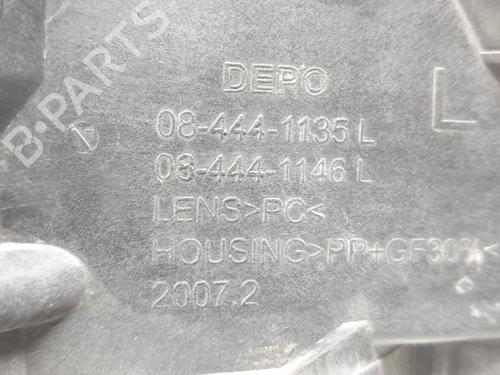 B-PARTS
DEPO
L
08-444-1135 L
08-444-1146 L
LENS>PC<
HOUSING>PP+GF30%<
2007.2